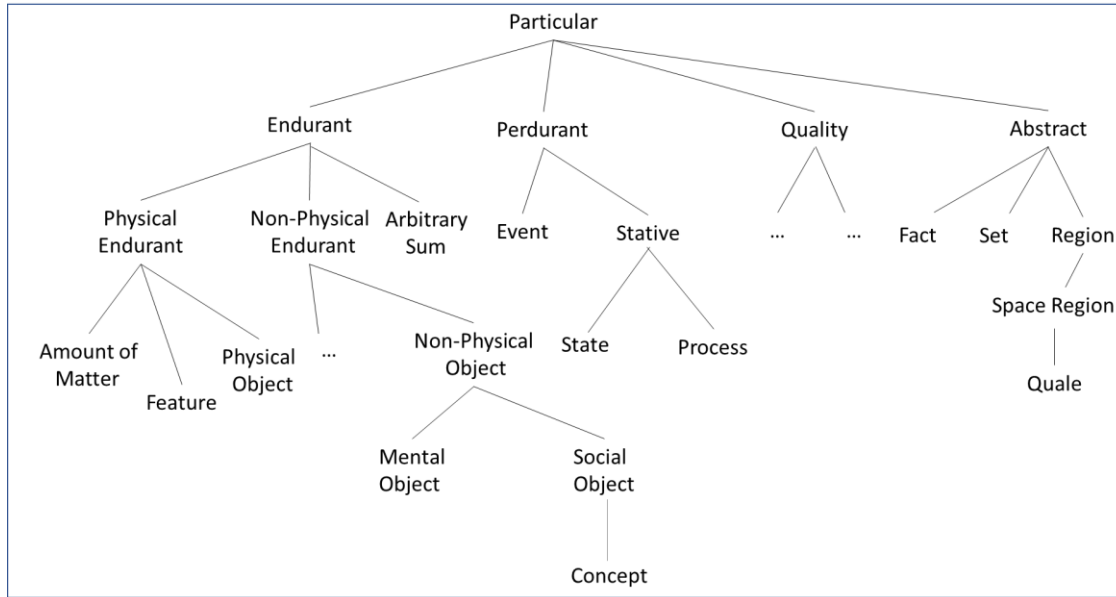 Particular
Endurant
Perdurant
Quality
Abstract
Physical
Endurant
Non-Physical
Endurant
Arbitrary
Sum
Event
Stative
...
...
Fact
Set
Region
Amount of
Matter
Feature
Physical
Object
...
Non-Physical
Object
State
Process
Space Region
Quale
Mental
Object
Social
Object
Concept